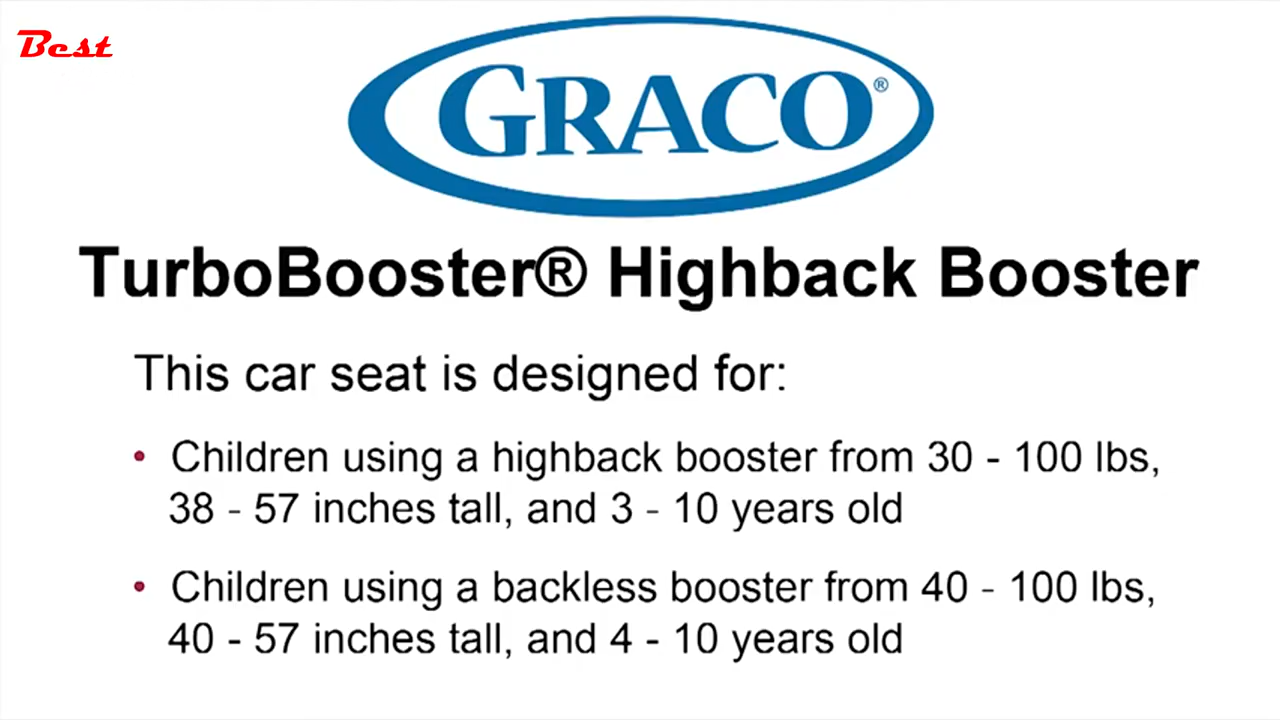 Best
GRACO®
TurboBooster® Highback Booster
This car seat is designed for:
• Children using a highback booster from 30 - 100 lbs,
38 - 57 inches tall, and 3 - 10 years old
• Children using a backless booster from 40 - 100 lbs,
40 - 57 inches tall, and 4 - 10 years old